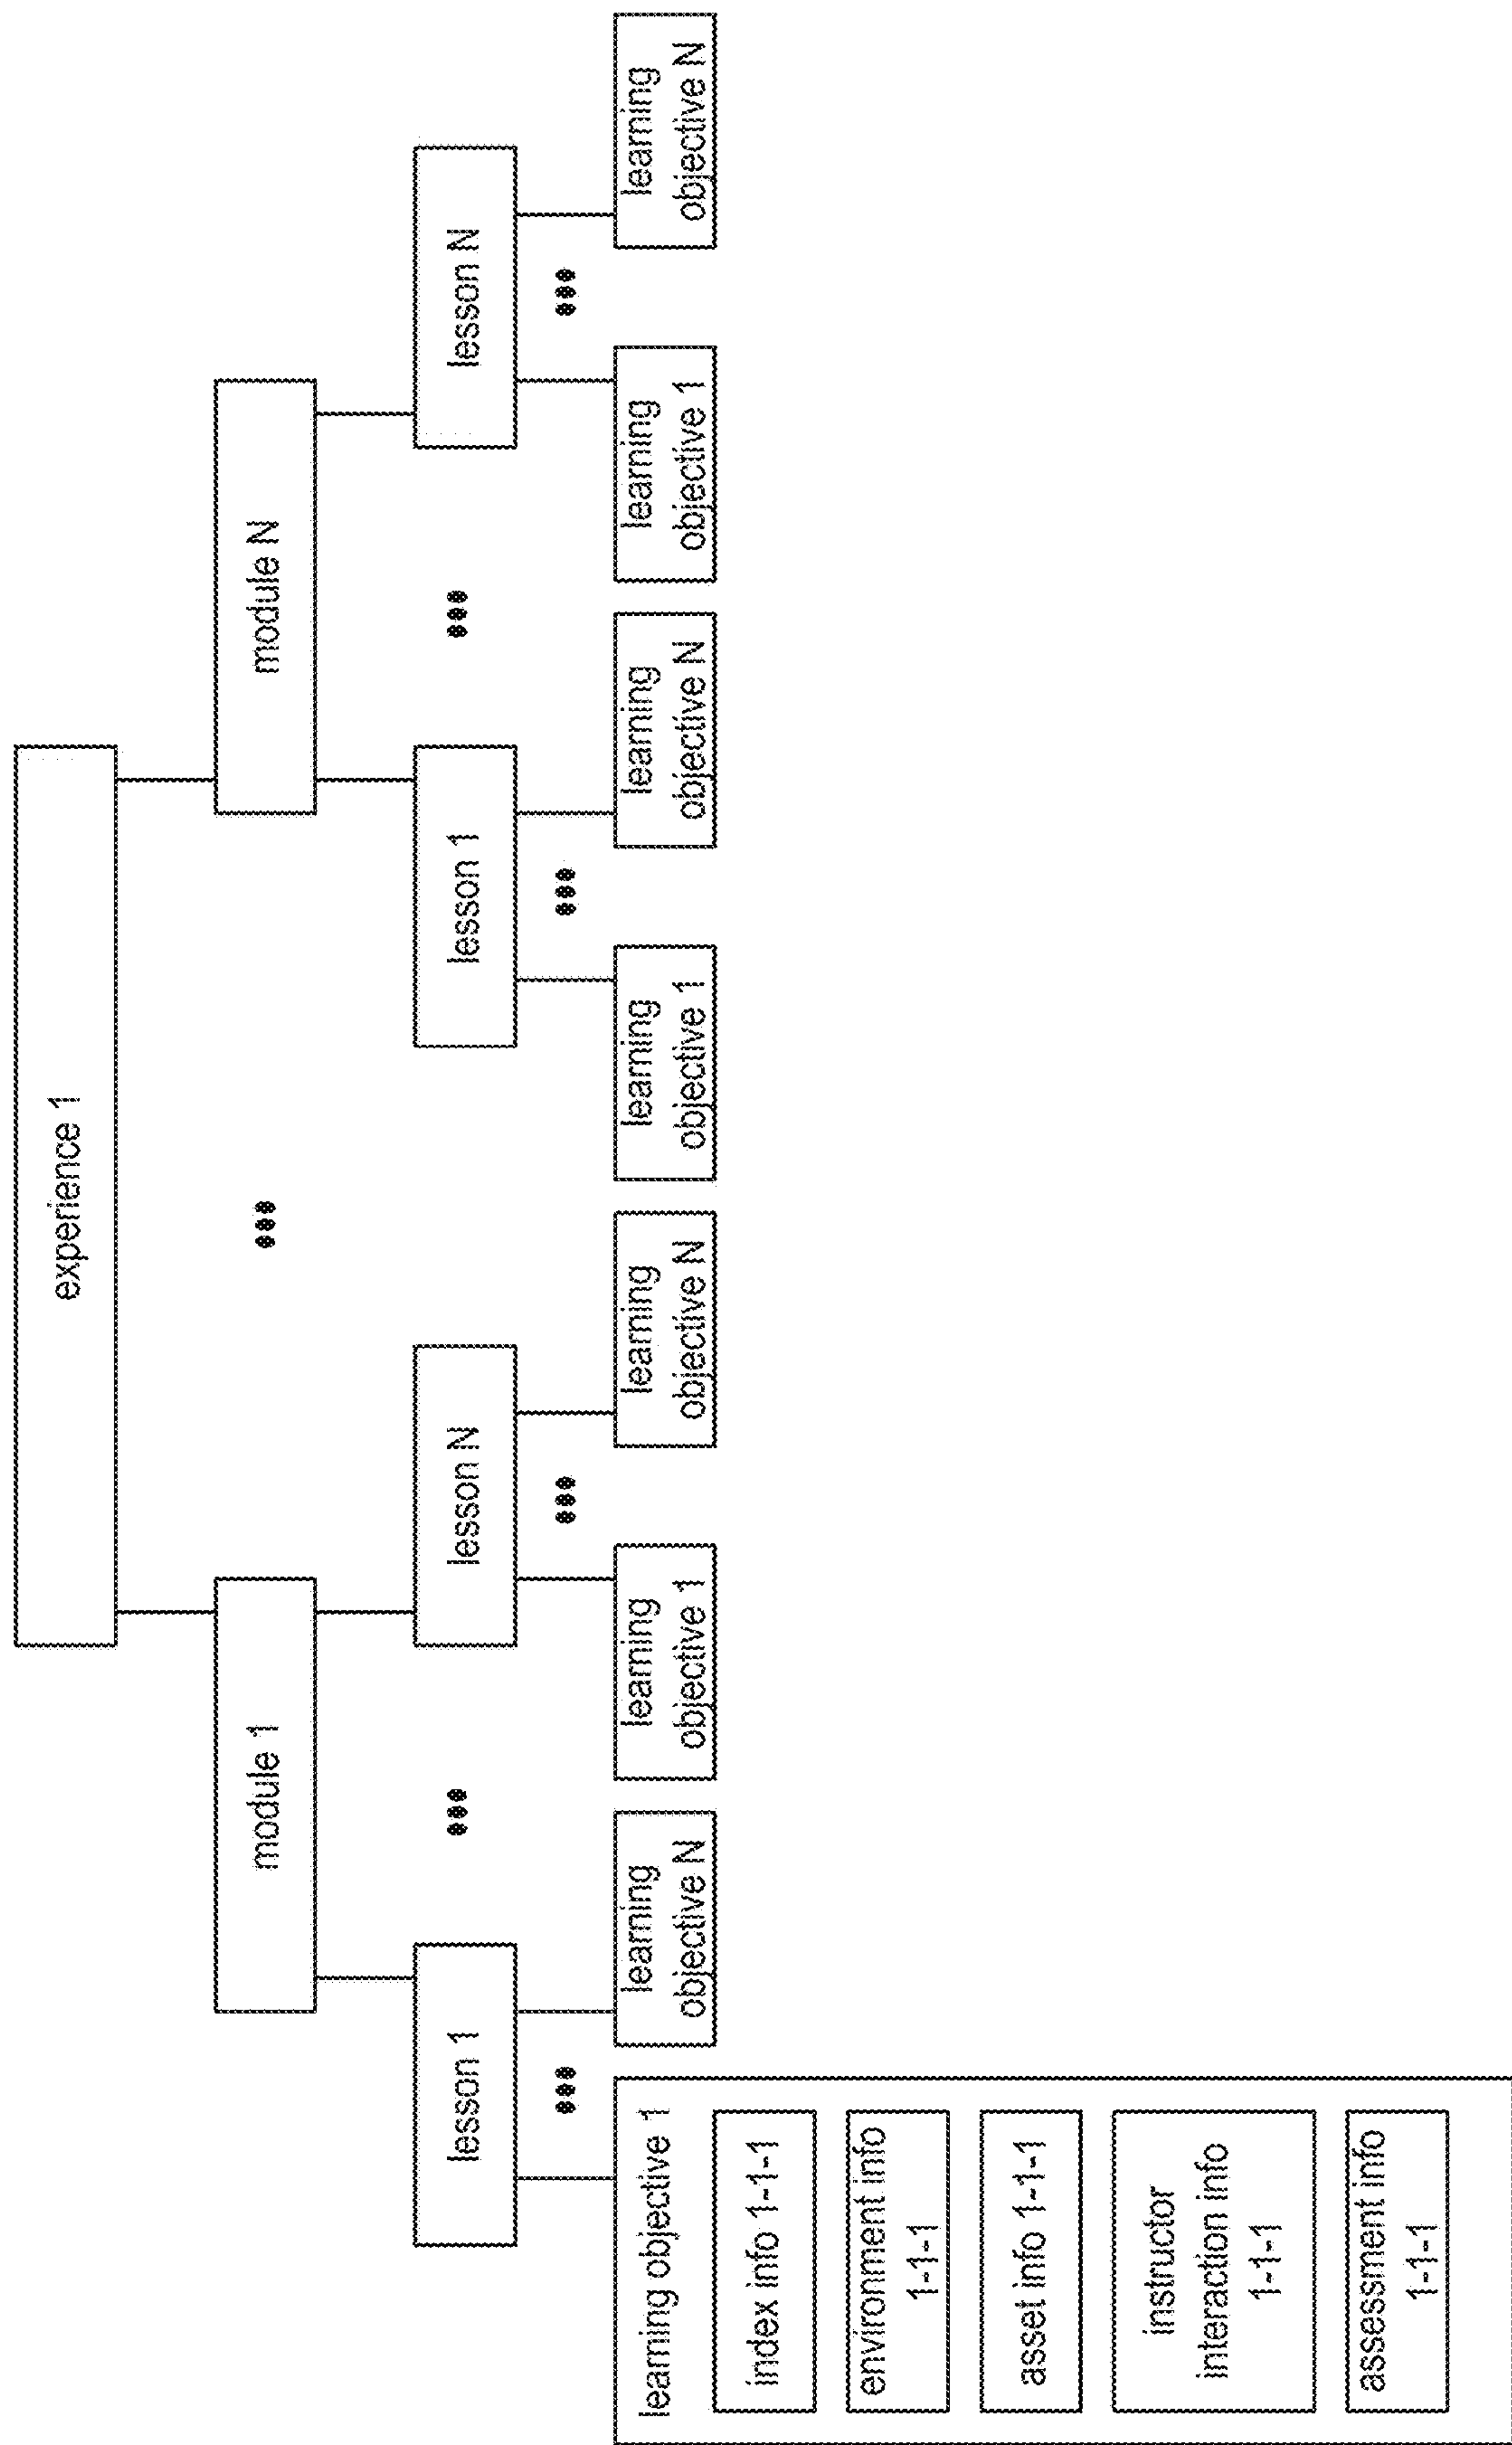 experience 1
module 1
module N
lesson 1
lesson N
lesson 1
lesson N
learning objective 1
index info 1-1-1
environment info
1-1-1
asset info 1-1-1
instructor
interaction info
1-1-1
assessment info
1-1-1
learning
objective N
learning
objective 1
learning
objective N
learning
objective 1
learning
objective N
learning
objective 1
learning
objective N